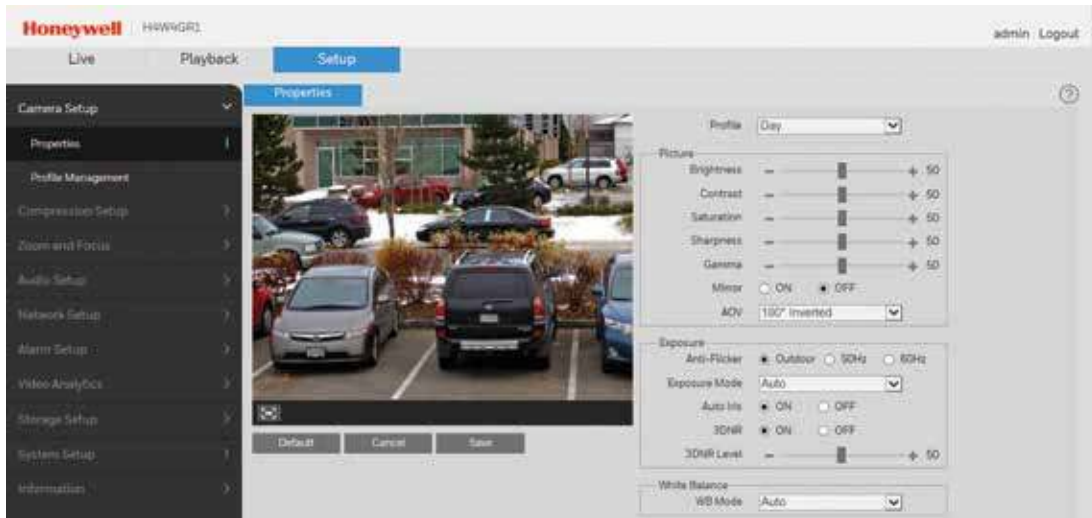 Honeywell H4W4GR1
admin Logout
Live Playback Setup
Camera Setup
Properties
Profile Management
Compression Setup
Zoom and Focus
Audio Setup
Network Setup
Alarm Setup
Video Analytics
Storage Setup
System Setup
Information
Properties
Default Cancel Save
Profile Day
Picture
Brightness - + 50
Contrast - + 50
Saturation - + 50
Sharpness - + 50
Gamma - + 50
Mirror ON OFF
AOV 180° Inverted
Exposure
Anti-Flicker Outdoor 50Hz 60Hz
Exposure Mode Auto
Auto Iris ON OFF
3DNR ON OFF
3DNR Level - + 50
White Balance
WB Mode Auto